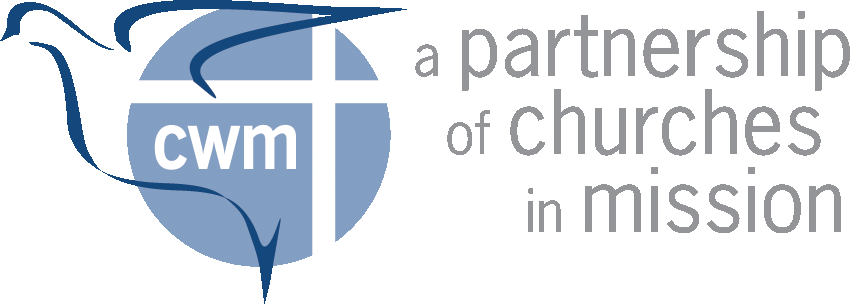 cwm
a partnership
of churches
in mission